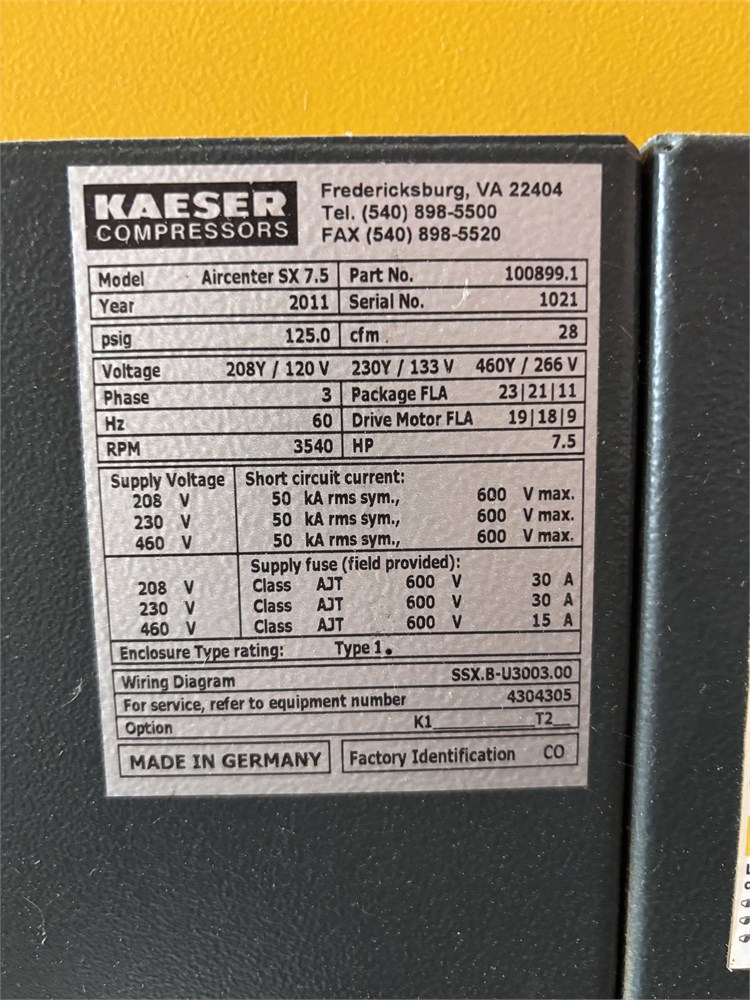 KAESER
COMPRESSORS
Fredericksburg, VA 22404
Tel. (540) 898-5500
FAX (540) 898-5520
Model Aircenter SX 7.5 Part No. 100899.1
Year 2011 Serial No. 1021
psig 125.0 cfm 28
Voltage 208Y / 120 V 230Y / 133 V 460Y / 266 V
Phase 3 Package FLA 23|21|11
Hz 60 Drive Motor FLA 19|18|9
RPM 3540 HP 7.5
Supply Voltage Short circuit current:
208 V 50 kA rms sym., 600 V max.
230 V 50 kA rms sym., 600 V max.
460 V 50 kA rms sym., 600 V max.
Supply fuse (field provided):
208 V Class AJT 600 V 30 A
230 V Class AJT 600 V 30 A
460 V Class AJT 600 V 15 A
Enclosure Type rating: Type 1.
Wiring Diagram SSX.B-U3003.00
For service, refer to equipment number 4304305
Option K1__________T2__
MADE IN GERMANY Factory Identification CO